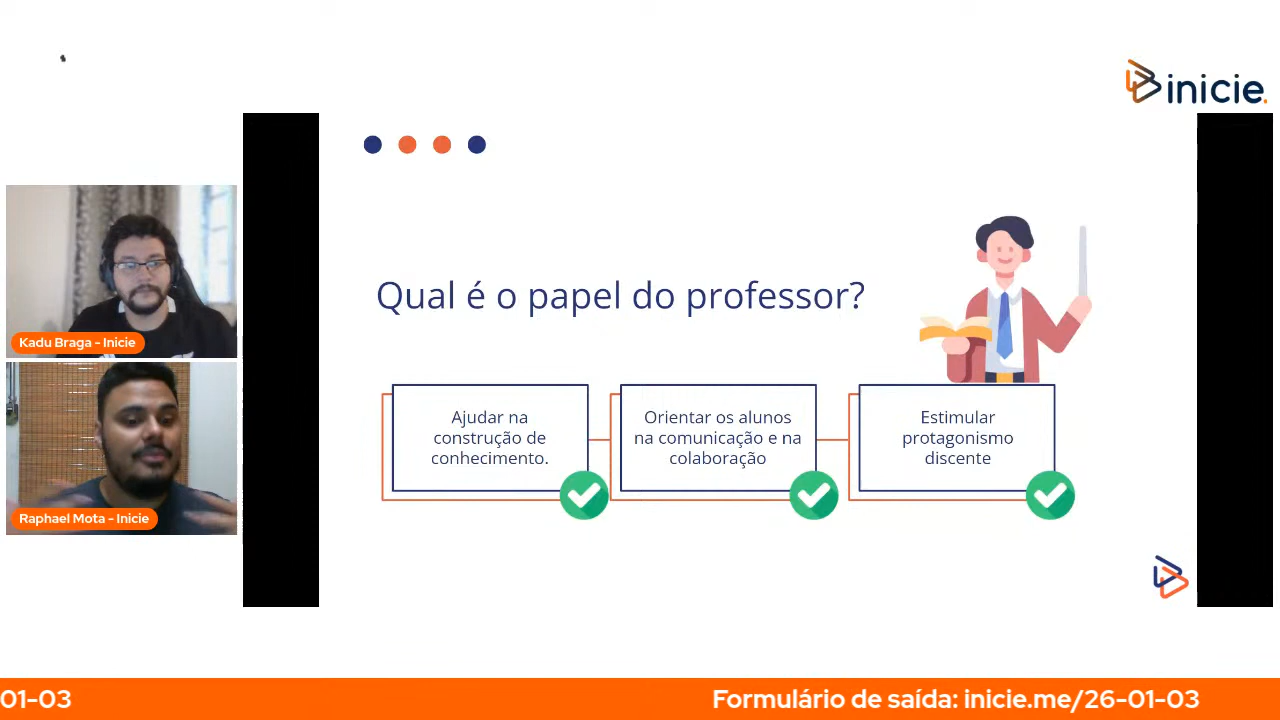 inicie.
Qual é o papel do professor?
Ajudar na
construção de
conhecimento.
Orientar os alunos
na comunicação e na
colaboração
Estimular
protagonismo
discente
Kadu Braga - Inicie
Raphael Mota - Inicie
01-03
Formulário de saída: inicie.me/26-01-03